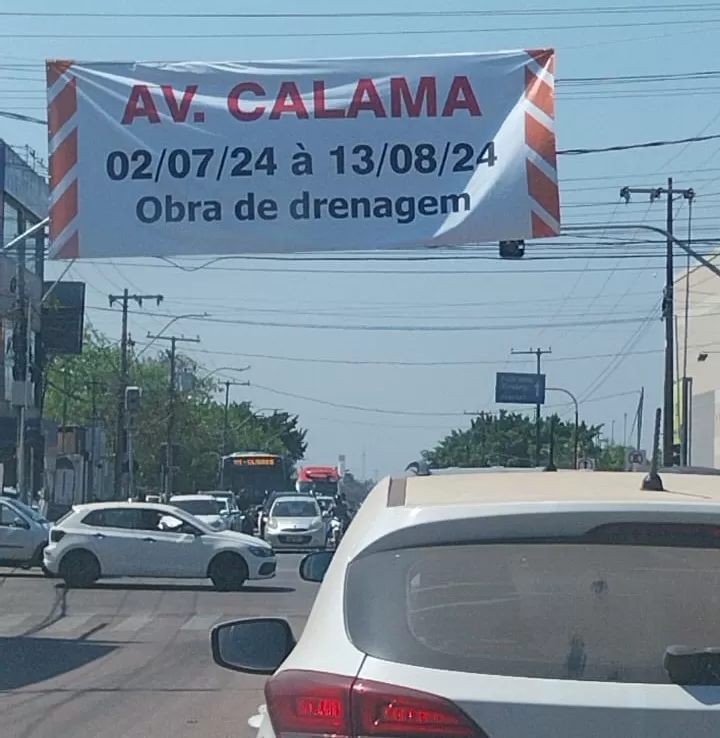 AV. CALAMA
02/07/24 à 13/08/24
Obra de drenagem